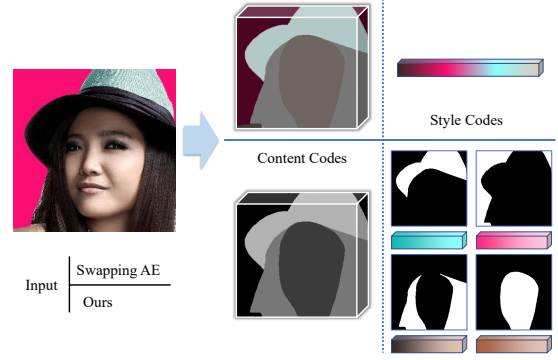 Style Codes
Content Codes
Input
Swapping AE
Ours